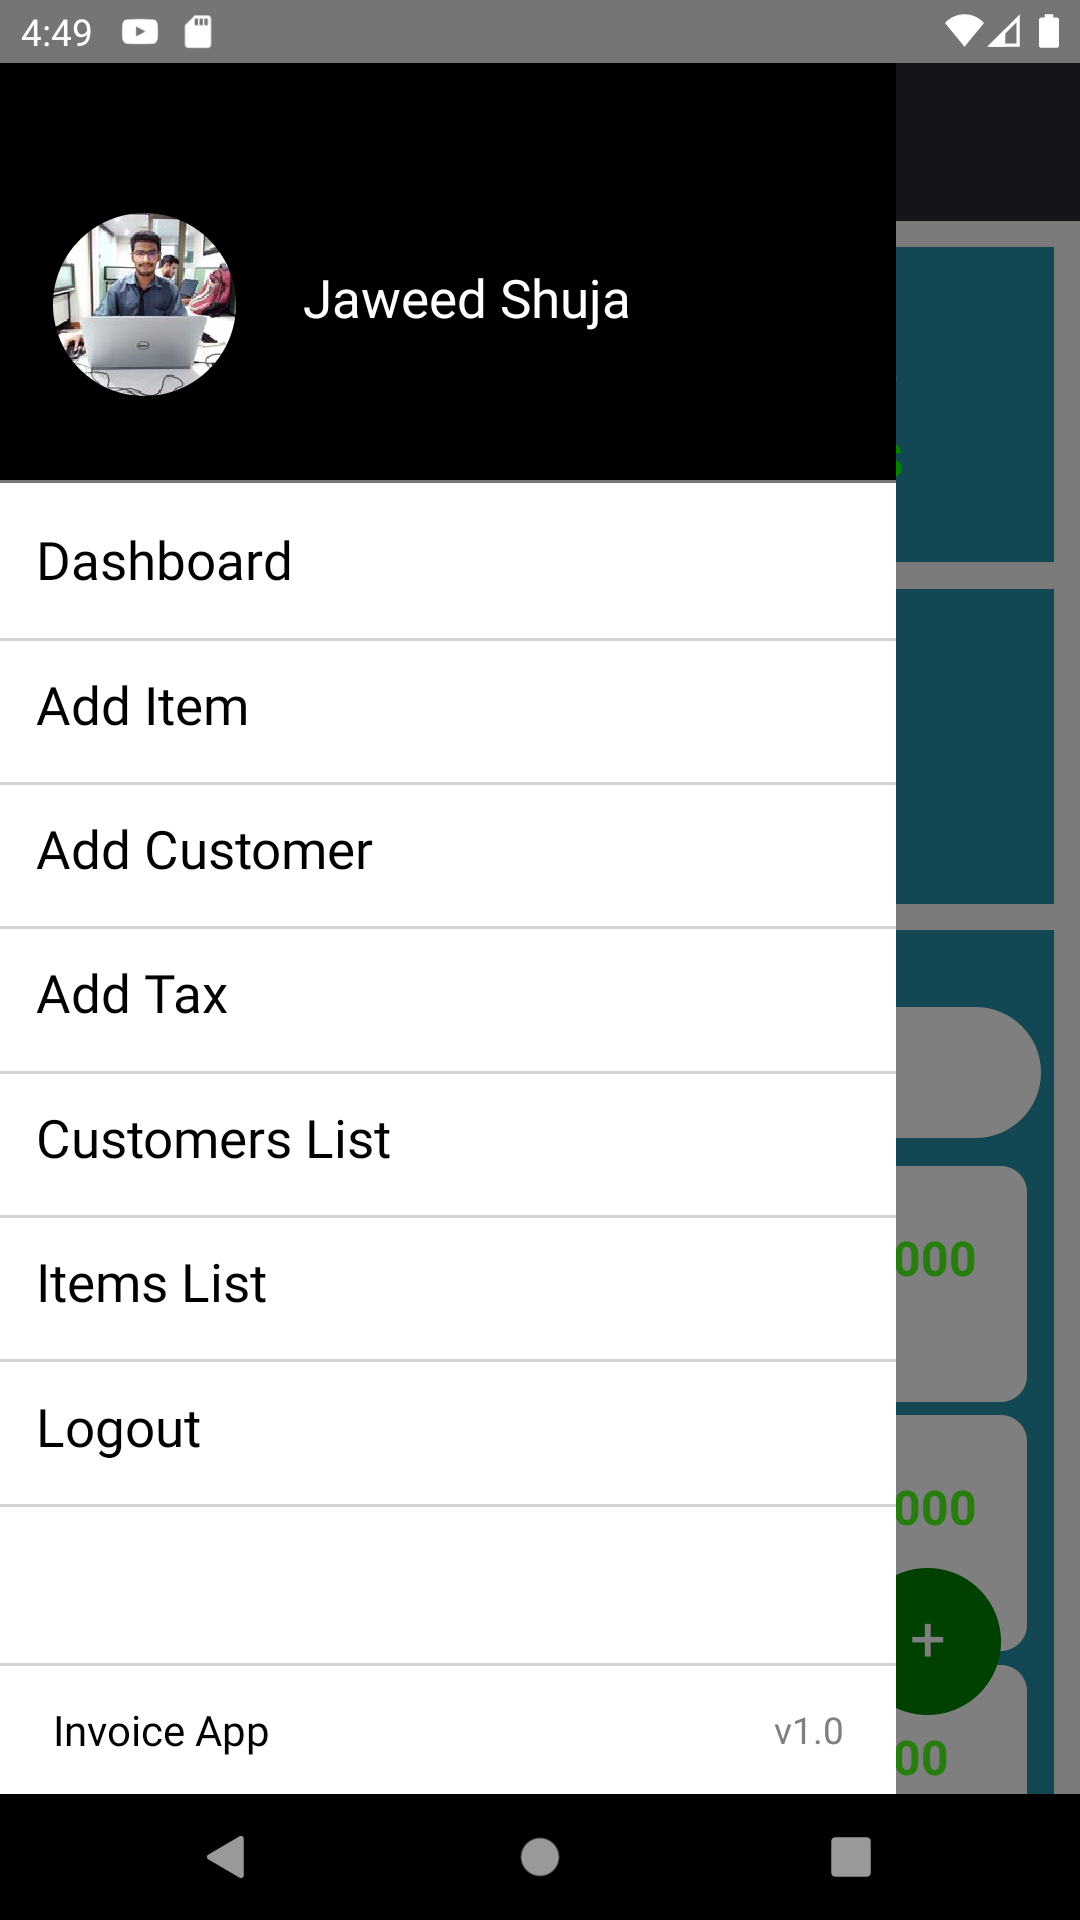 4:49
Jaweed Shuja
Dashboard
Add Item
Add Customer
Add Tax
Customers List
Items List
Logout
000
000
+
00
Invoice App
v1.0